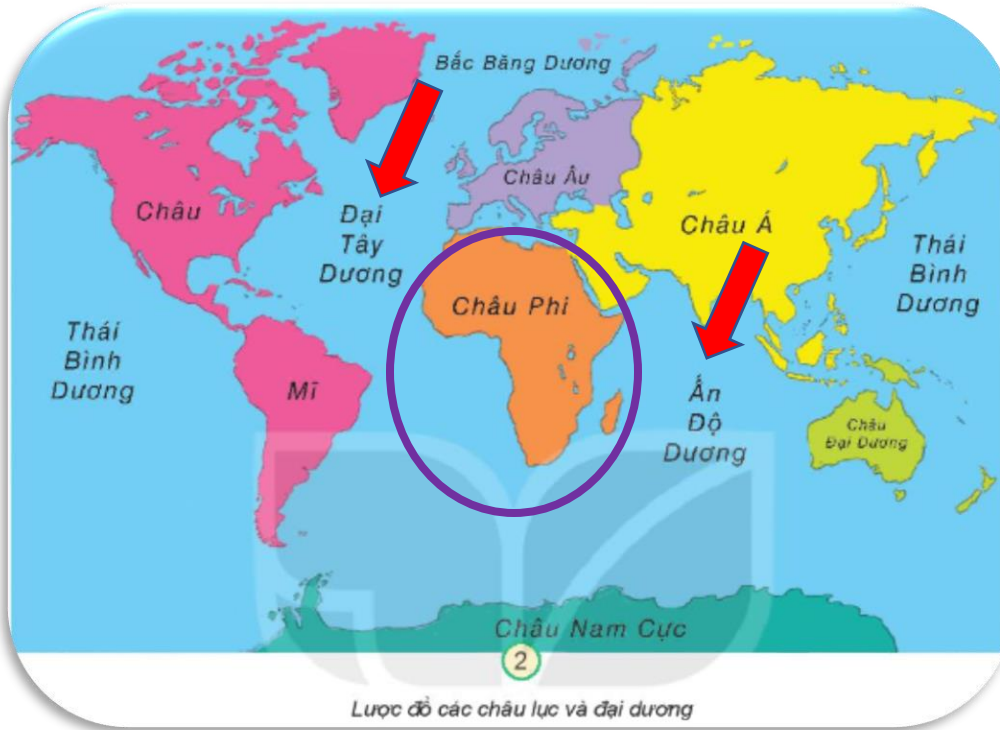 Bắc Băng Dương
Châu Âu
Châu
Đại
Tây
Dương
Châu Á
Thái
Bình
Dương
Châu Phi
Thái
Bình
Dương
Mĩ
Ấn
Độ
Dương
Châu
Đại Dương
Châu Nam Cực
2
Lược đồ các châu lục và đại dương